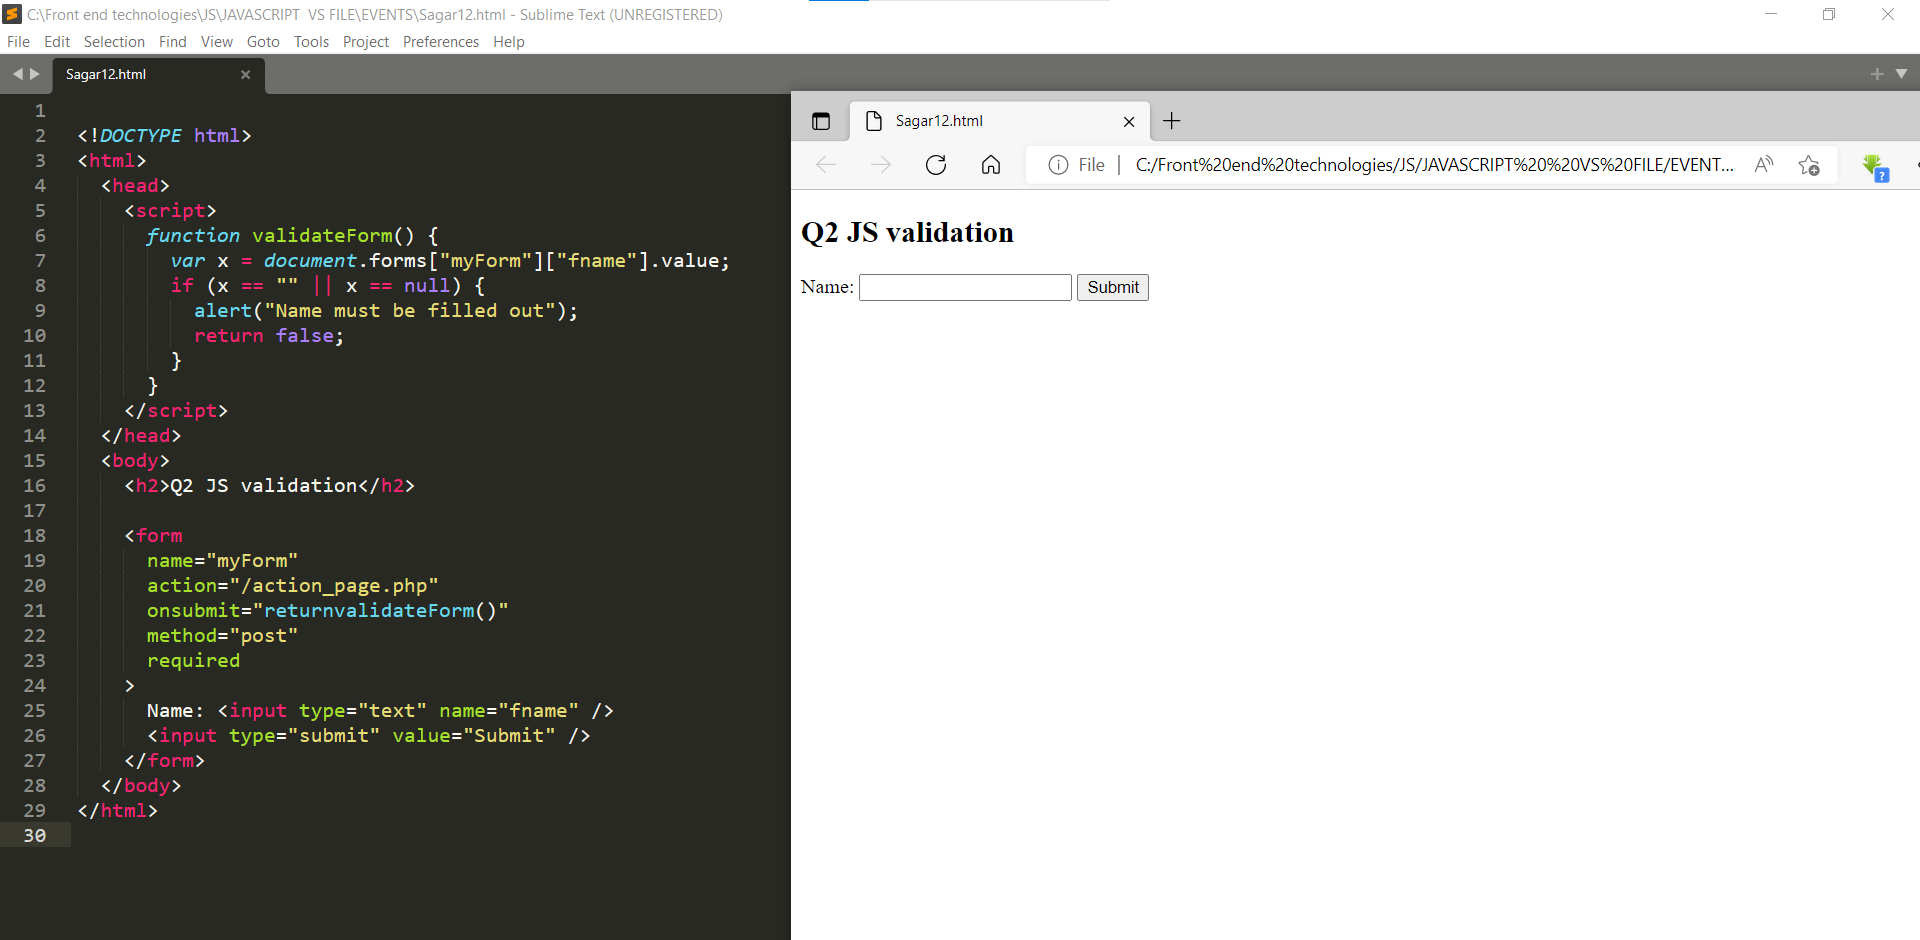 C:\Front end technologies\JS\JAVASCRIPT  VS FILE\EVENTS\Sagar12.html - Sublime Text (UNREGISTERED)
File Edit Selection Find View Goto Tools Project Preferences Help
Sagar12.html
1
2 <!DOCTYPE html>
3 <html>
4   <head>
5     <script>
6       function validateForm() {
7         var x = document.forms["myForm"]["fname"].value;
8         if (x == "" || x == null) {
9           alert("Name must be filled out");
10           return false;
11         }
12       }
13     </script>
14   </head>
15   <body>
16     <h2>Q2 JS validation</h2>
17
18     <form
19       name="myForm"
20       action="/action_page.php"
21       onsubmit="returnvalidateForm()"
22       method="post"
23       required
24     >
25       Name: <input type="text" name="fname" />
26       <input type="submit" value="Submit" />
27     </form>
28   </body>
29 </html>
30
Sagar12.html
File | C:/Front%20end%20technologies/JS/JAVASCRIPT%20%20VS%20FILE/EVENT...
Q2 JS validation
Name: Submit